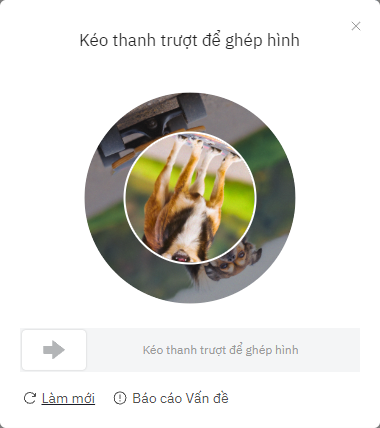 Kéo thanh trượt để ghép hình
Kéo thanh trượt để ghép hình
Làm mới
Báo cáo Vấn đề